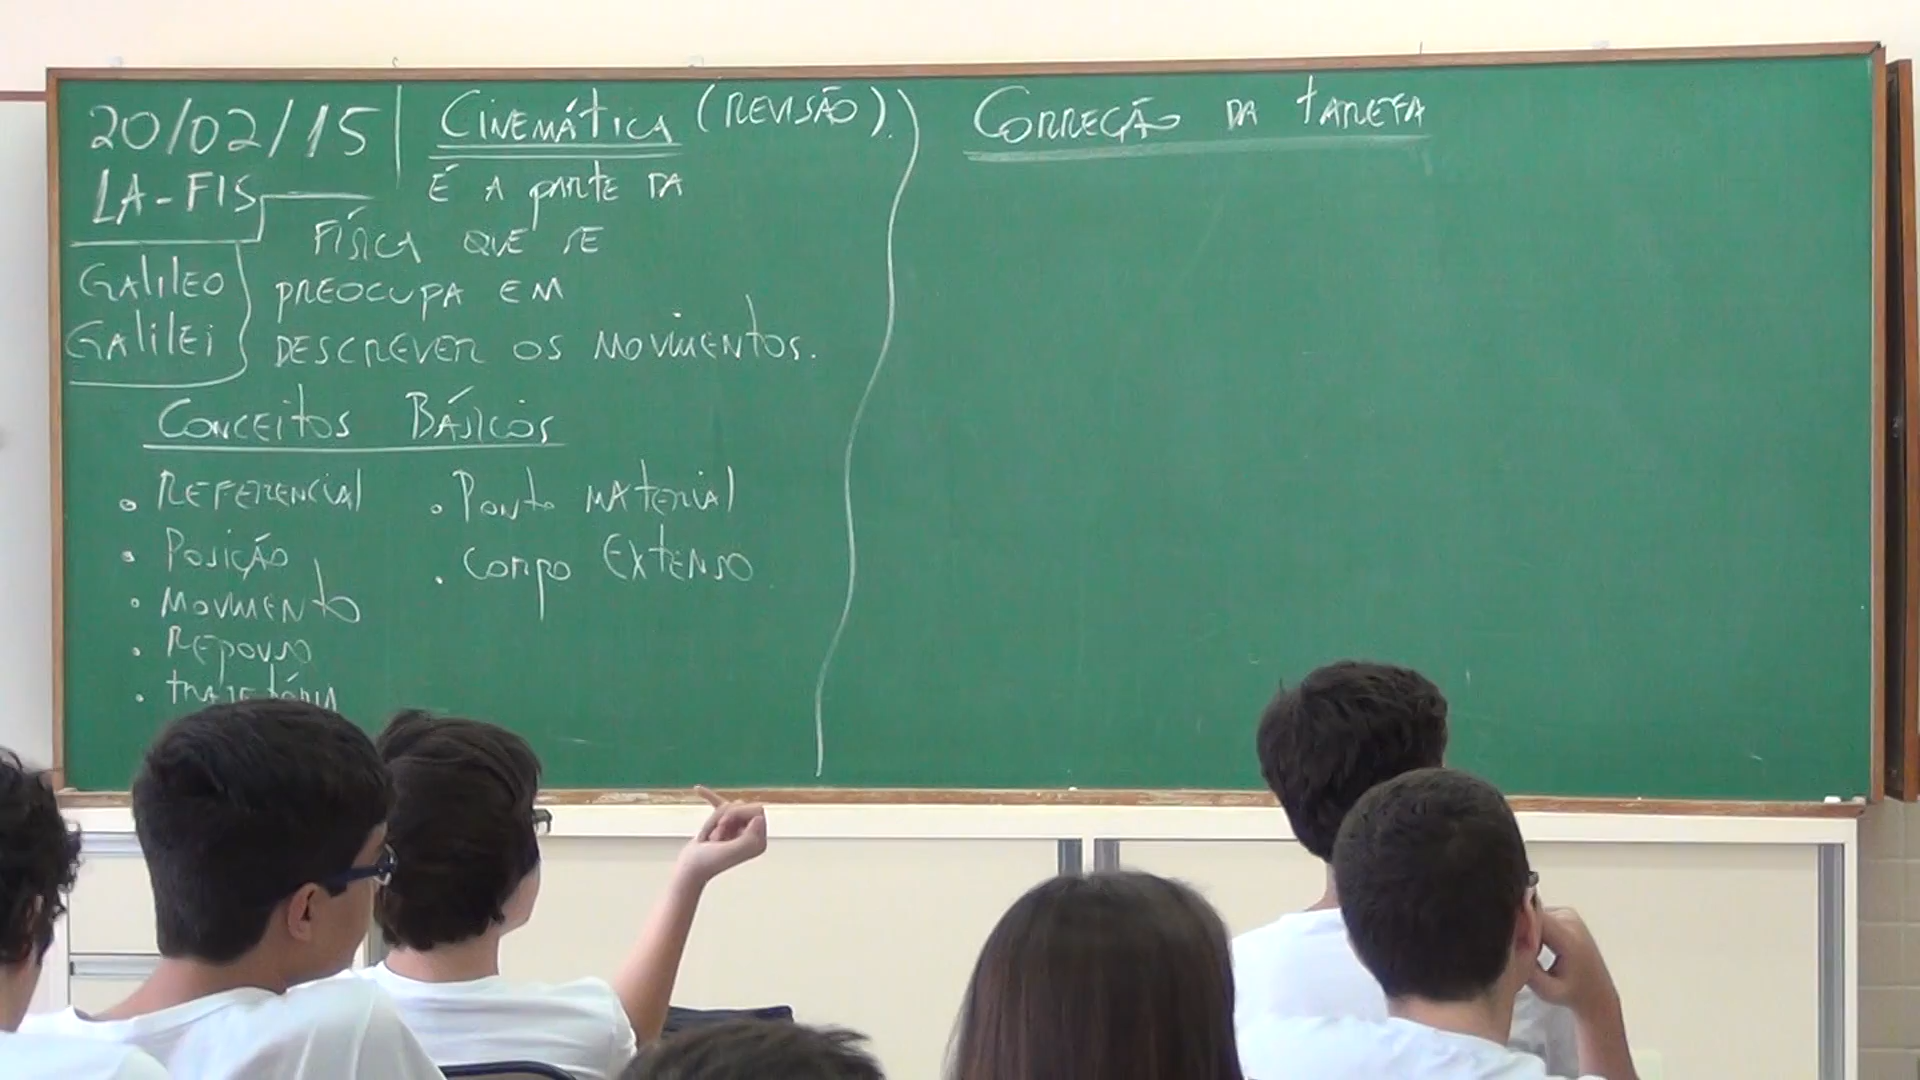 20/02/15
LA-FIS
GAlilEO
GAlilEi
CINEMÁTICA (REVISÃO).
É A PARTE DA
FÍSICA QUE SE
PREOCUPA EM
DESCREVER OS MOVIMENTOS.
CONCEITOS BÁSICOS
• REFERENCIAl
• POSIÇÃO
• MOVIMENTO
• REPOUSO
• TRAJETÓRIA
• PONTO MATERIAl
• CORPO EXTENSO
CORREÇÃO DA TAREFA